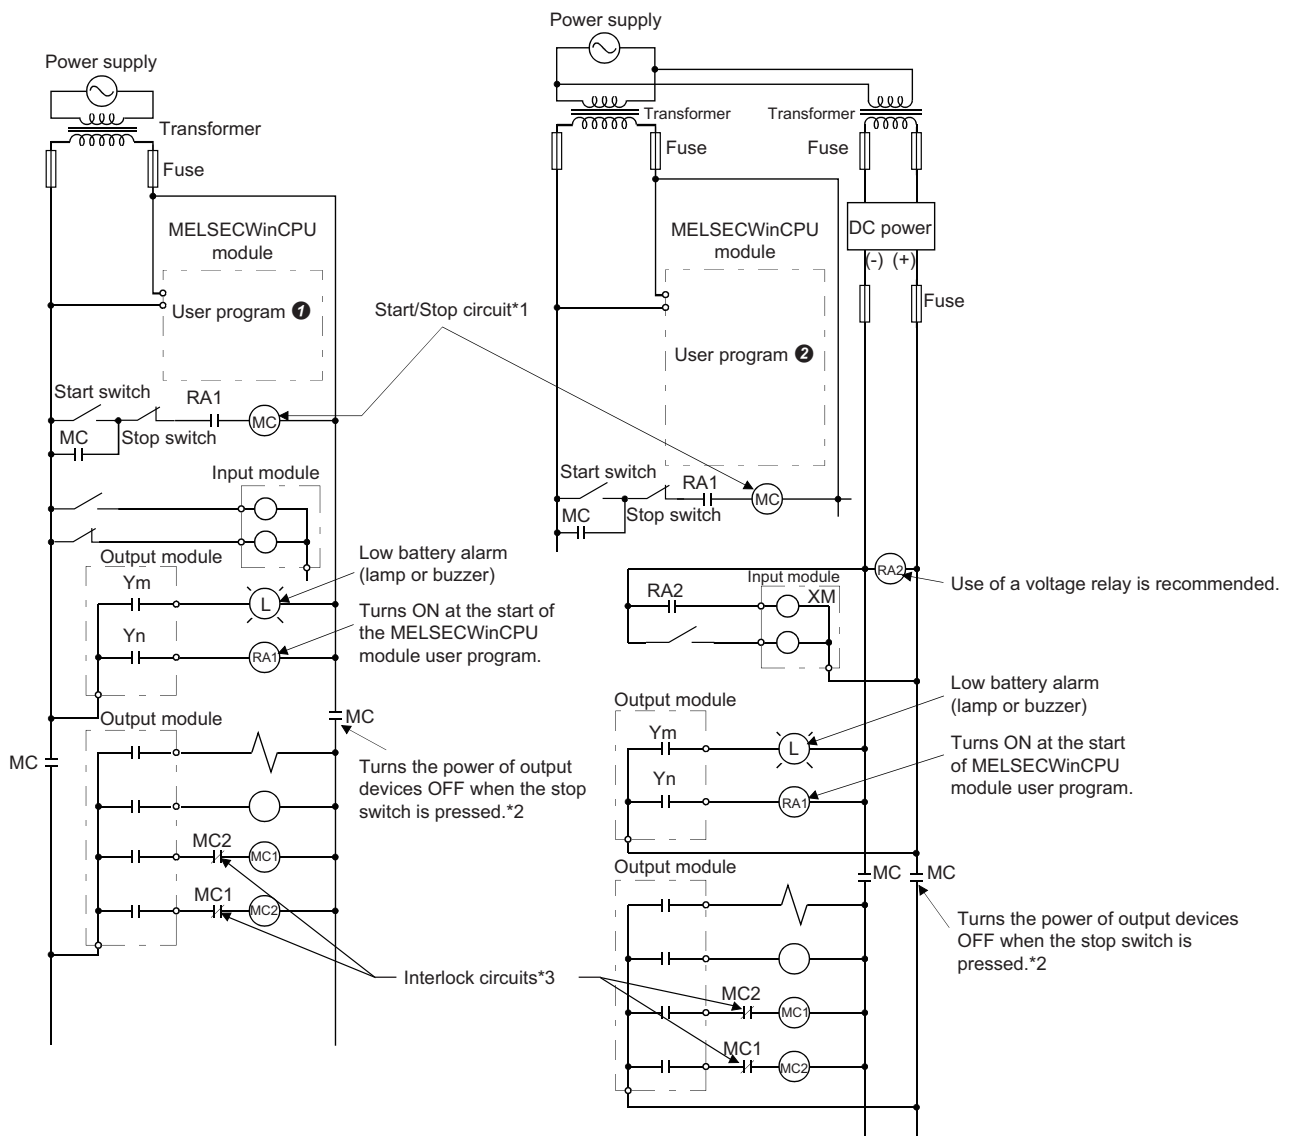 Power supply
Transformer
Fuse
MELSECWinCPU
module
User program ❶
Start switch
RA1
MC
MC
Stop switch
Input module
Output module
Ym
L
Yn
RA1
Low battery alarm
(lamp or buzzer)
Turns ON at the start of
the MELSECWinCPU
module user program.
Output module
MC
MC
Turns the power of output
devices OFF when the stop
switch is pressed.*2
MC2
MC1
MC1
MC2
Start/Stop circuit*1
Interlock circuits*3
Power supply
Transformer
Transformer
Fuse
Fuse
MELSECWinCPU
module
DC power
(-) (+)
Fuse
User program ❷
Start switch
RA1
MC
MC
Stop switch
RA2
Use of a voltage relay is recommended.
Input module
RA2
XM
Output module
Ym
L
Yn
RA1
Low battery alarm
(lamp or buzzer)
Turns ON at the start
of MELSECWinCPU
module user program.
Output module
MC
MC
Turns the power of output devices
OFF when the stop switch is
pressed.*2
MC2
MC1
MC1
MC2